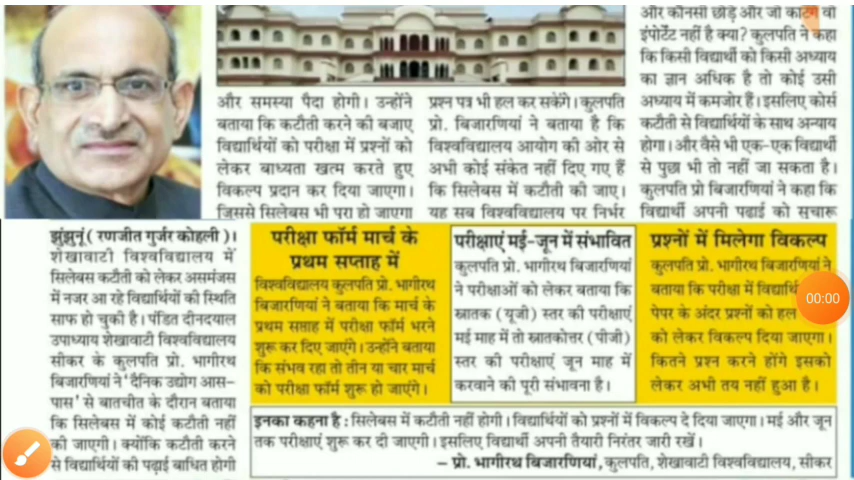 और समस्या पैदा होगी। उन्होंने
बताया कि कटौती करने की बजाए
विद्यार्थियों को परीक्षा में प्रश्नों को
लेकर बाध्यता खत्म करते हुए
विकल्प प्रदान कर दिया जाएगा।
जिससे सिलेबस भी पूरा हो जाएगा
प्रश्न पत्र भी हल कर सकेंगे। कुलपति
प्रो. बिजारणियां ने बताया है कि
विश्वविद्यालय आयोग की ओर से
अभी कोई संकेत नहीं दिए गए हैं
कि सिलेबस में कटौती की जाए।
यह सब विश्वविद्यालय पर निर्भर
और कौनसी छोड़े और जो काटेंगे वो
इंपोर्टेंट नहीं है क्या? कुलपति ने कहा
कि किसी विद्यार्थी को किसी अध्याय
का ज्ञान अधिक है तो कोई उसी
अध्याय में कमजोर हैं। इसलिए कोर्स
कटौती से विद्यार्थियों के साथ अन्याय
होगा। और वैसे भी एक-एक विद्यार्थी
से पुछा भी तो नहीं जा सकता है।
कुलपति प्रो बिजारणियां ने कहा कि
विद्यार्थी अपनी पढाई को सुचारू
झुंझुनूं ( रणजीत गुर्जर कोहली )।
शेखावाटी विश्वविद्यालय में
सिलेबस कटौती को लेकर असमंजस
में नजर आ रहे विद्यार्थियों की स्थिति
साफ हो चुकी है। पंडित दीनदयाल
उपाध्याय शेखावाटी विश्वविद्यालय
सीकर के कुलपति प्रो. भागीरथ
बिजारणियां ने 'दैनिक उद्योग आस-
पास' से बातचीत के दौरान बताया
कि सिलेबस में कोई कटौती नहीं
की जाएगी। क्योंकि कटौती करने
से विद्यार्थियों की पढ़ाई बाधित होगी
परीक्षा फॉर्म मार्च के
प्रथम सप्ताह में
विश्वविद्यालय कुलपति प्रो. भागीरथ
बिजारणियां ने बताया कि मार्च के
प्रथम सप्ताह में परीक्षा फॉर्म भरने
शुरू कर दिए जाएंगे। उन्होंने बताया
कि संभव रहा तो तीन या चार मार्च
को परीक्षा फॉर्म शुरू हो जाएंगे।
परीक्षाएं मई-जून में संभावित
कुलपति प्रो. भागीरथ बिजारणियां
ने परीक्षाओं को लेकर बताया कि
स्नातक (यूजी) स्तर की परीक्षाएं
मई माह में तो स्नातकोत्तर (पीजी)
स्तर की परीक्षाएं जून माह में
करवाने की पूरी संभावना है।
प्रश्नों में मिलेगा विकल्प
कुलपति प्रो. भागीरथ बिजारणियां ने
बताया कि परीक्षा में
पेपर के अंदर प्रश्नों को हल
को लेकर विकल्प दिया जाएगा।
कितने प्रश्न करने होंगे इसको
लेकर अभी तय नहीं हुआ है।
00:00
इनका कहना है : सिलेबस में कटौती नहीं होगी। विद्यार्थियों को प्रश्नों में विकल्प दे दिया जाएगा। मई और जून
तक परीक्षाएं शुरू कर दी जाएगी। इसलिए विद्यार्थी अपनी तैयारी निरंतर जारी रखें।
– प्रो. भागीरथ बिजारणियां, कुलपति, शेखावाटी विश्वविद्यालय, सीकर